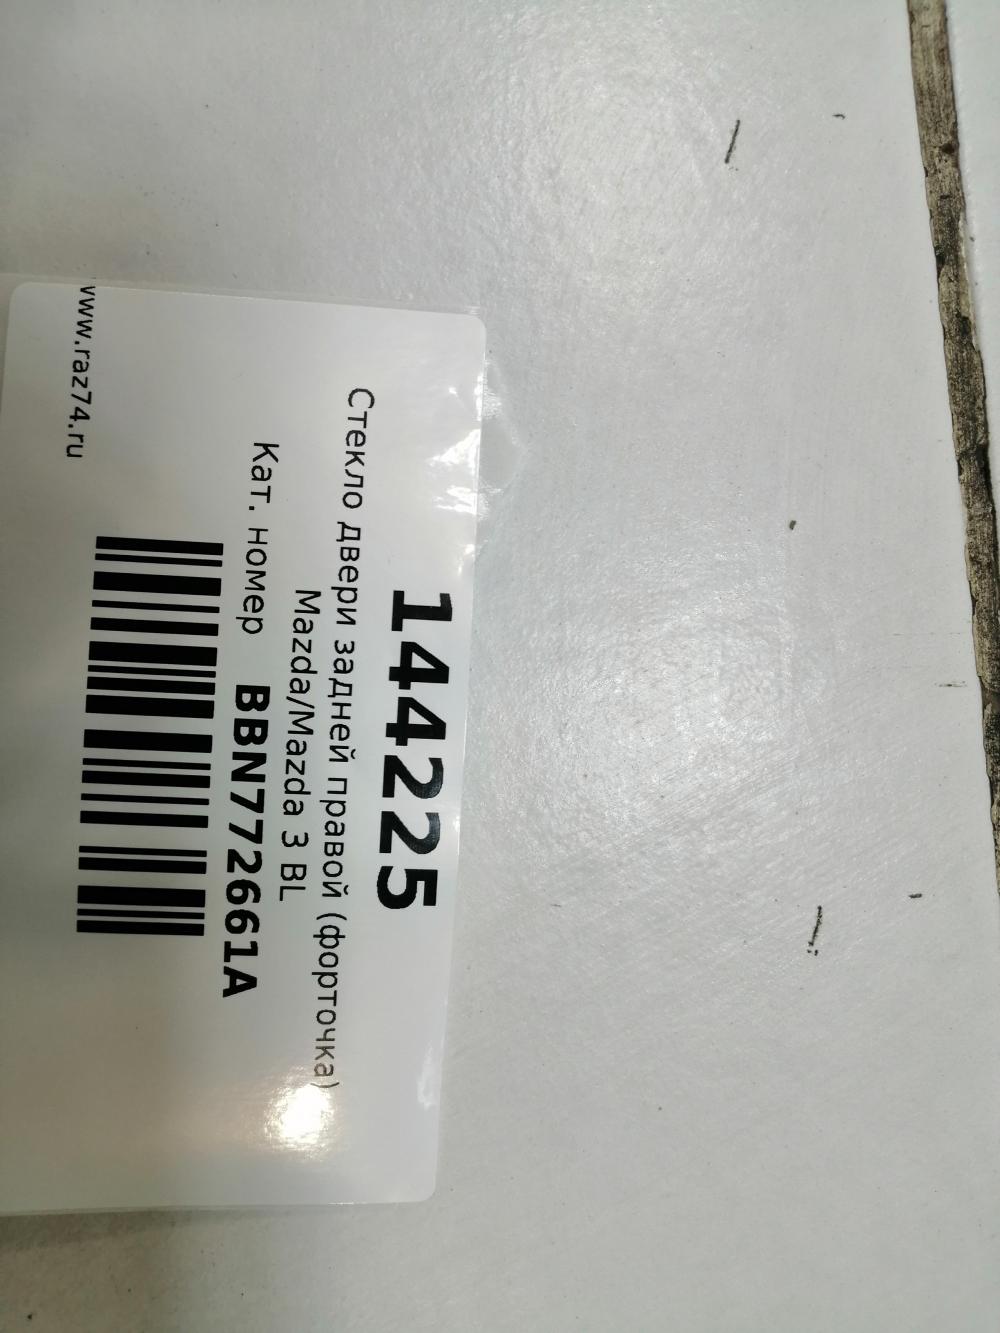 144225
Стекло двери задней правой (форточка)
Mazda/Mazda 3 BL
Кат. номер BBN772661A
www.raz74.ru